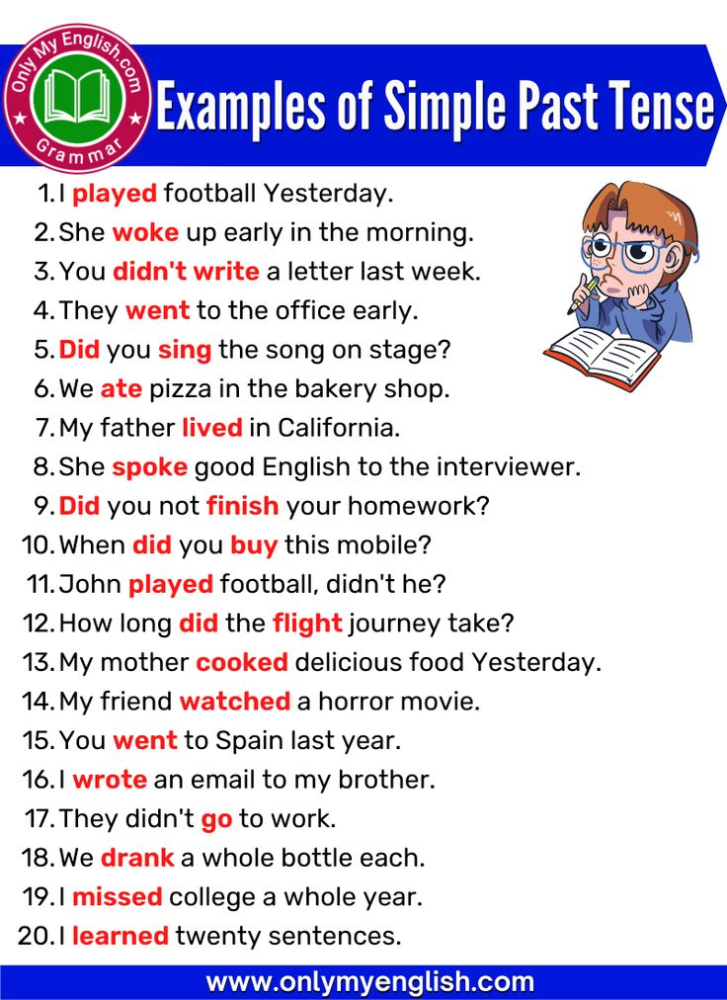 Only My English.com
Grammar
Examples of Simple Past Tense
1. I played football Yesterday.
2. She woke up early in the morning.
3. You didn't write a letter last week.
4. They went to the office early.
5. Did you sing the song on stage?
6. We ate pizza in the bakery shop.
7. My father lived in California.
8. She spoke good English to the interviewer.
9. Did you not finish your homework?
10. When did you buy this mobile?
11. John played football, didn't he?
12. How long did the flight journey take?
13. My mother cooked delicious food Yesterday.
14. My friend watched a horror movie.
15. You went to Spain last year.
16. I wrote an email to my brother.
17. They didn't go to work.
18. We drank a whole bottle each.
19. I missed college a whole year.
20. I learned twenty sentences.
www.onlymyenglish.com